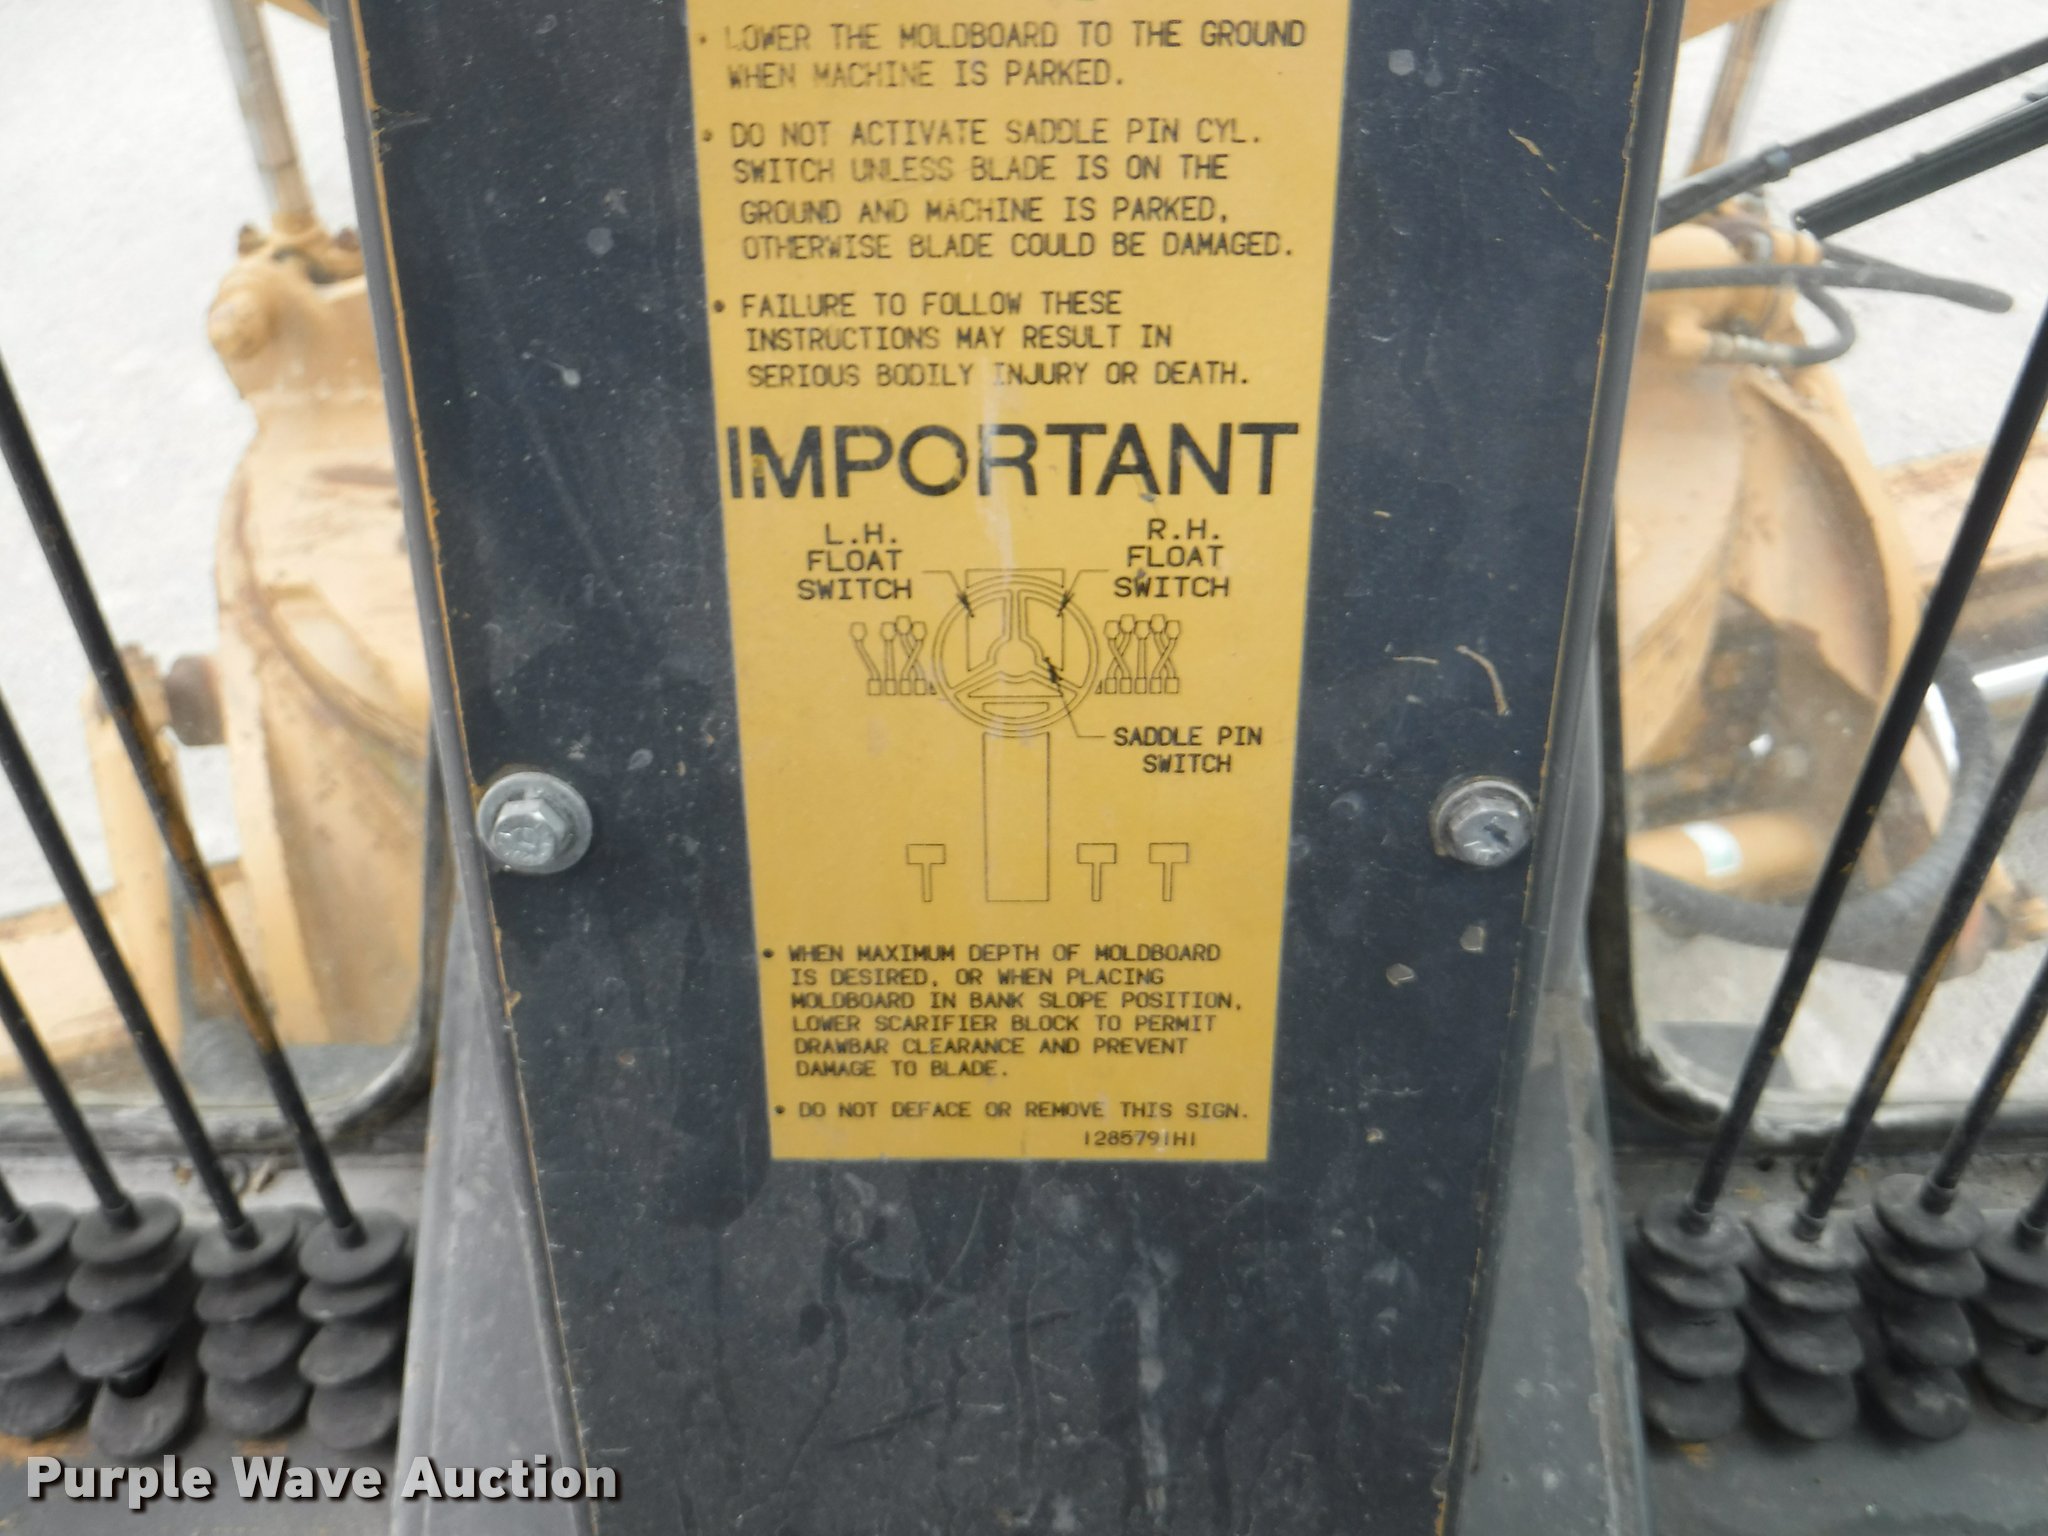 • LOWER THE MOLDBOARD TO THE GROUND
WHEN MACHINE IS PARKED.
• DO NOT ACTIVATE SADDLE PIN CYL.
SWITCH UNLESS BLADE IS ON THE
GROUND AND MACHINE IS PARKED,
OTHERWISE BLADE COULD BE DAMAGED.
• FAILURE TO FOLLOW THESE
INSTRUCTIONS MAY RESULT IN
SERIOUS BODILY INJURY OR DEATH.
IMPORTANT
L.H.
FLOAT
SWITCH
R.H.
FLOAT
SWITCH
SADDLE PIN
SWITCH
• WHEN MAXIMUM DEPTH OF MOLDBOARD
IS DESIRED, OR WHEN PLACING
MOLDBOARD IN BANK SLOPE POSITION,
LOWER SCARIFIER BLOCK TO PERMIT
DRAWBAR CLEARANCE AND PREVENT
DAMAGE TO BLADE.
• DO NOT DEFACE OR REMOVE THIS SIGN.
1285791H1
Purple Wave Auction